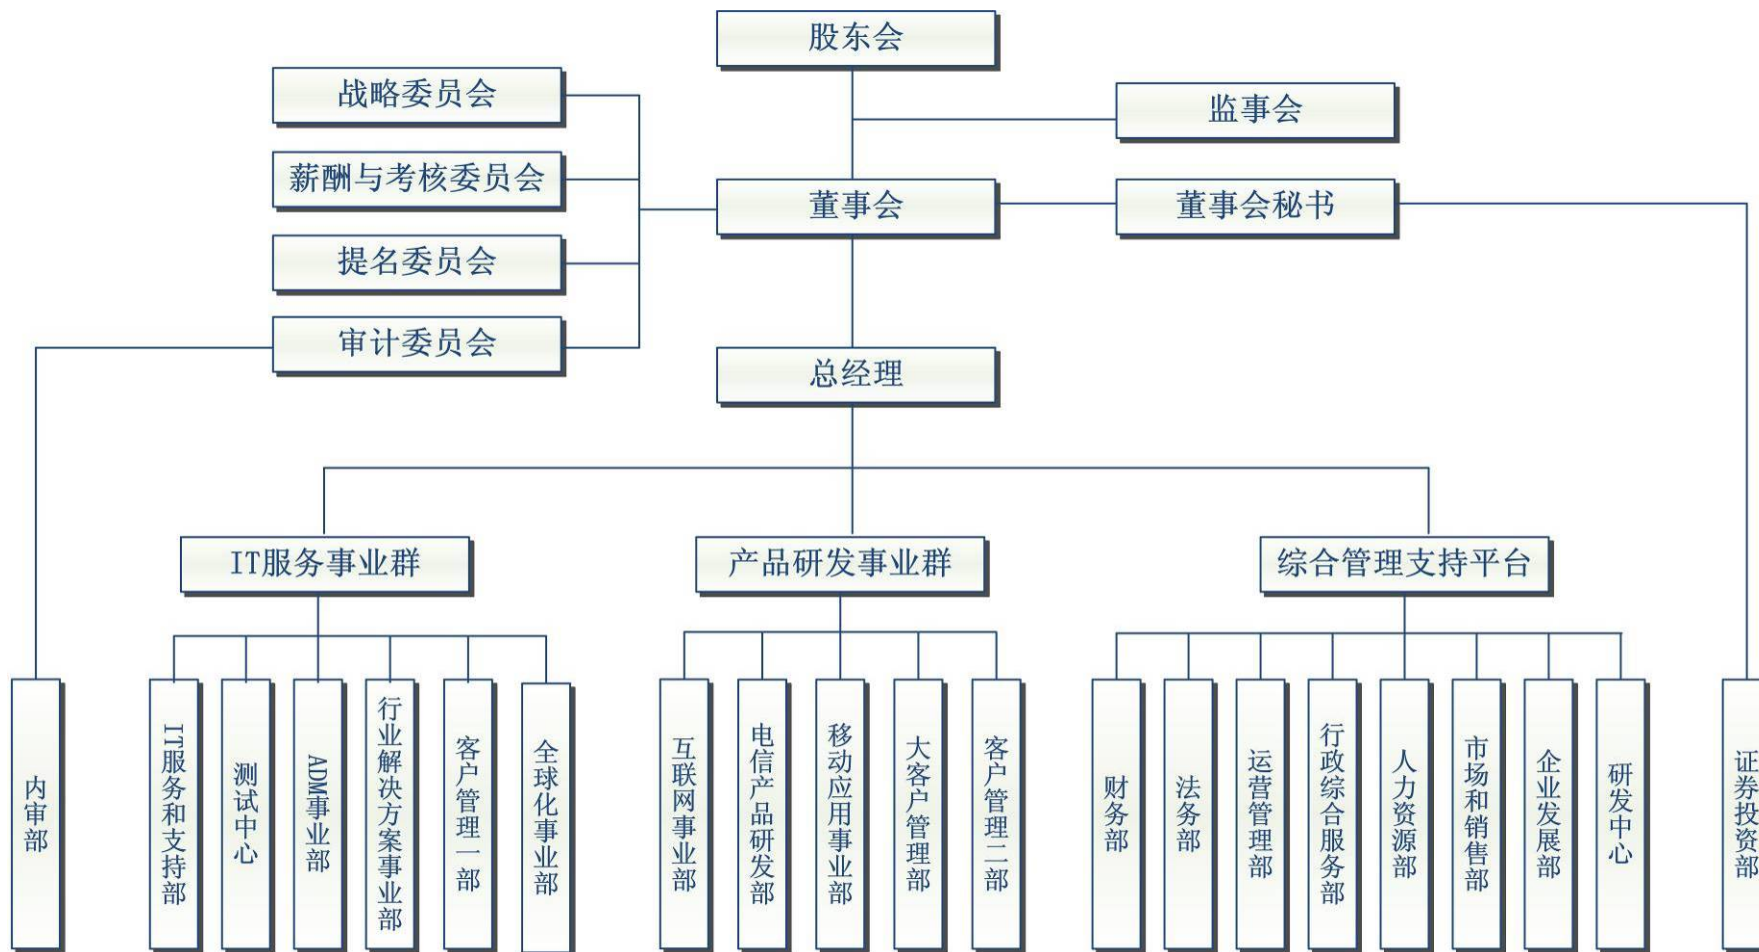 股东会
战略委员会
监事会
薪酬与考核委员会
董事会
董事会秘书
提名委员会
审计委员会
总经理
IT服务事业群
产品研发事业群
综合管理支持平台
内审部
IT服务和支持部
测试中心
ADM事业部
行业解决方案事业部
客户管理一部
全球化事业部
互联网事业部
电信产品研发部
移动应用事业部
大客户管理部
客户管理二部
财务部
法务部
运营管理部
行政综合服务部
人力资源部
市场和销售部
企业发展部
研发中心
证券投资部